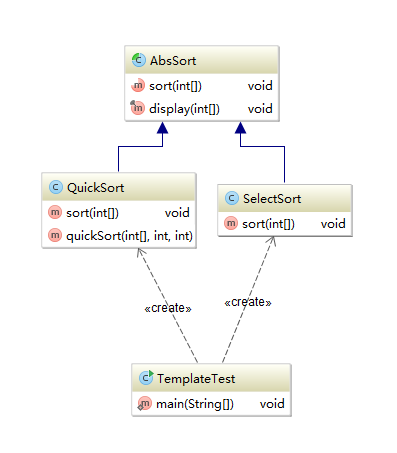 AbsSort
sort(int[]) void
display(int[]) void
QuickSort
sort(int[]) void
quickSort(int[], int, int)
SelectSort
sort(int[]) void
«create»
«create»
TemplateTest
main(String[]) void